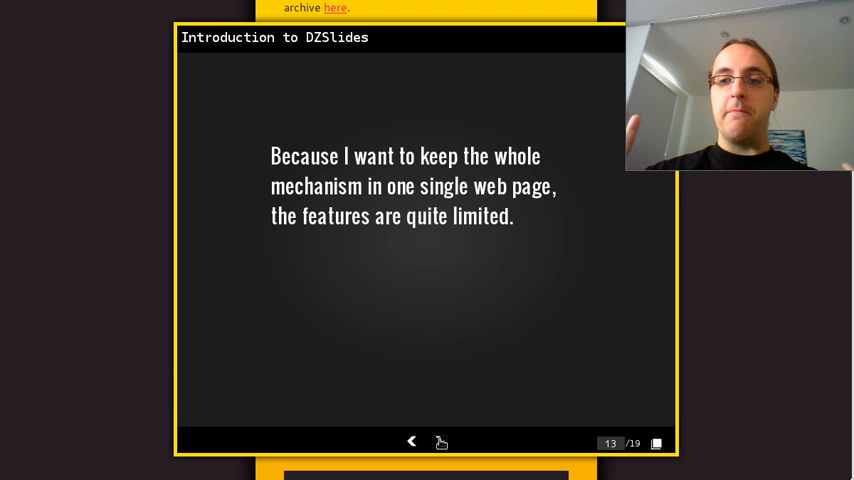 archive here.
Introduction to DZSlides
Because I want to keep the whole
mechanism in one single web page,
the features are quite limited.
13 /19